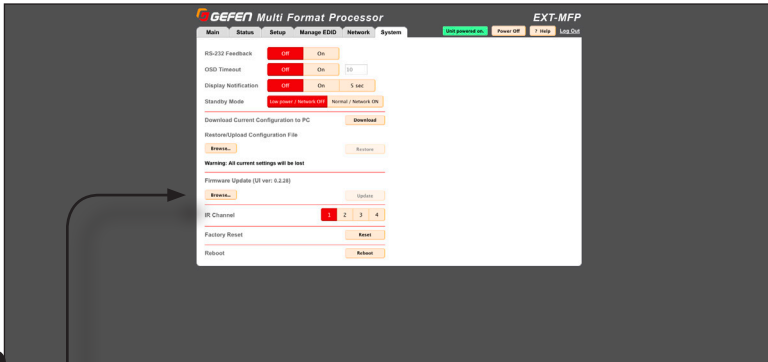 GEFEN Multi Format Processor EXT-MFP
Main Status Setup Manage EDID Network System Unit powered on. Power Off ? Help Log Out
RS-232 Feedback Off On
OSD Timeout Off On 10
Display Notification Off On 5 sec
Standby Mode Low power / Network OFF Normal / Network ON
Download Current Configuration to PC Download
Restore/Upload Configuration File
Browse... Restore
Warning: All current settings will be lost
Firmware Update (UI ver: 0.2.28)
Browse... Update
IR Channel 1 2 3 4
Factory Reset Reset
Reboot Reboot